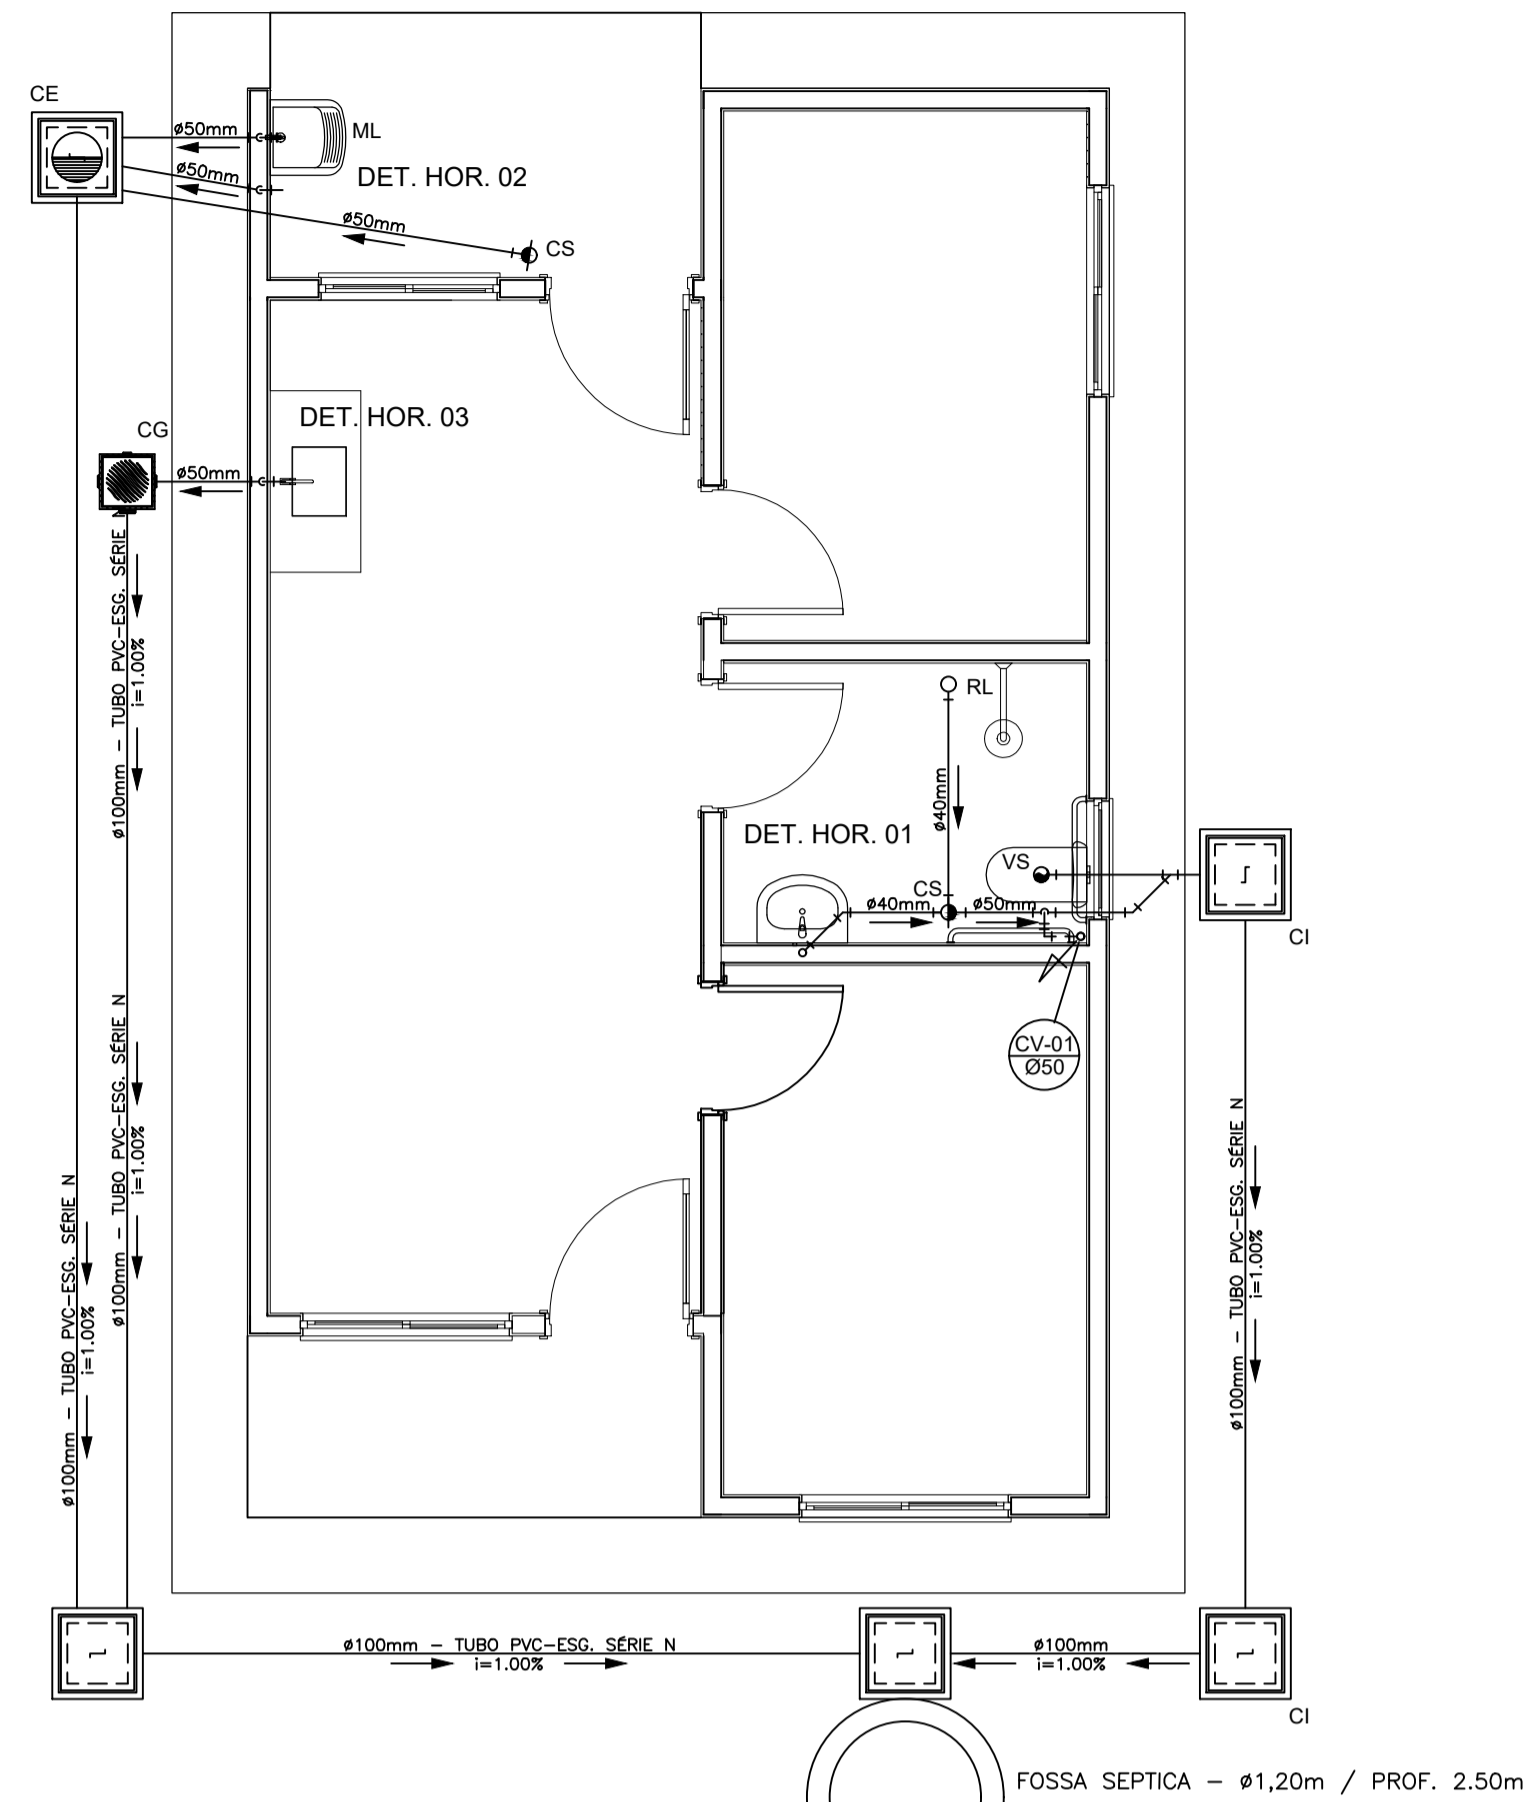 CE
ø50mm
ML
ø50mm
DET. HOR. 02
ø50mm
CS
DET. HOR. 03
CG
ø50mm
ø100mm – TUBO PVC–ESG. SÉRIE N
i=1.00%
RL
ø40mm
DET. HOR. 01
VS
CS
ø40mm
ø50mm
CI
CV-01
Ø50
ø100mm – TUBO PVC–ESG. SÉRIE N
i=1.00%
ø100mm – TUBO PVC–ESG. SÉRIE N
i=1.00%
ø100mm – TUBO PVC–ESG. SÉRIE N
i=1.00%
ø100mm – TUBO PVC–ESG. SÉRIE N
i=1.00%
ø100mm
i=1.00%
CI
FOSSA SEPTICA – ø1,20m / PROF. 2.50m